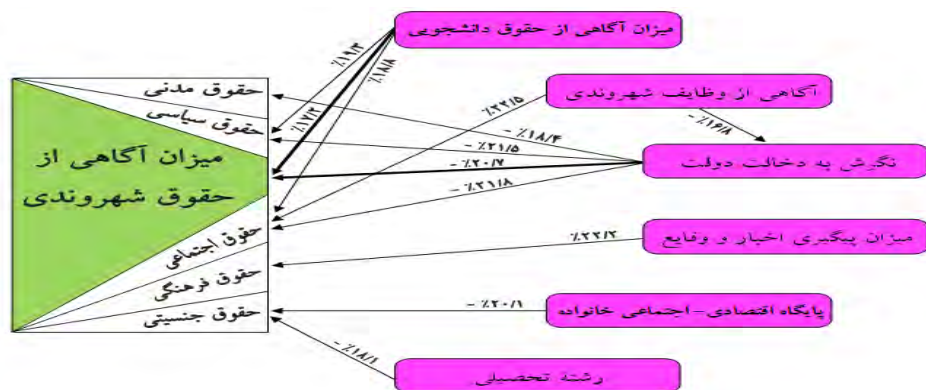 میزان آگاهی از حقوق دانشجویی
آگاهی از وظایف شهروندی
نگرش به دخالت دولت
میزان پیگیری اخبار و وقایع
پایگاه اقتصادی-اجتماعی خانواده
رشتهٔ تحصیلی
٪۱۹/۳
٪۱۷/۲
٪۱۸/۸
٪۲۲/۵
- ٪۱۶/۸
- ٪۱۸/۴
- ٪۲۱/۵
- ٪۲۰/۷
- ٪۲۱/۸
٪۲۲/۲
- ٪۲۰/۱
- ٪۱۸/۱
حقوق مدنی
حقوق سیاسی
میزان آگاهی از
حقوق شهروندی
حقوق اجتماعی
حقوق فرهنگی
حقوق جنسیتی